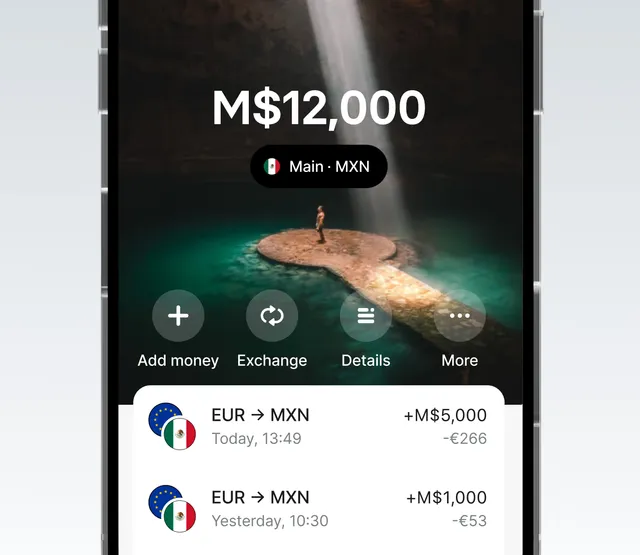 M$12,000
Main · MXN
Add money Exchange Details More
EUR → MXN +M$5,000
Today, 13:49 -€266
EUR → MXN +M$1,000
Yesterday, 10:30 -€53